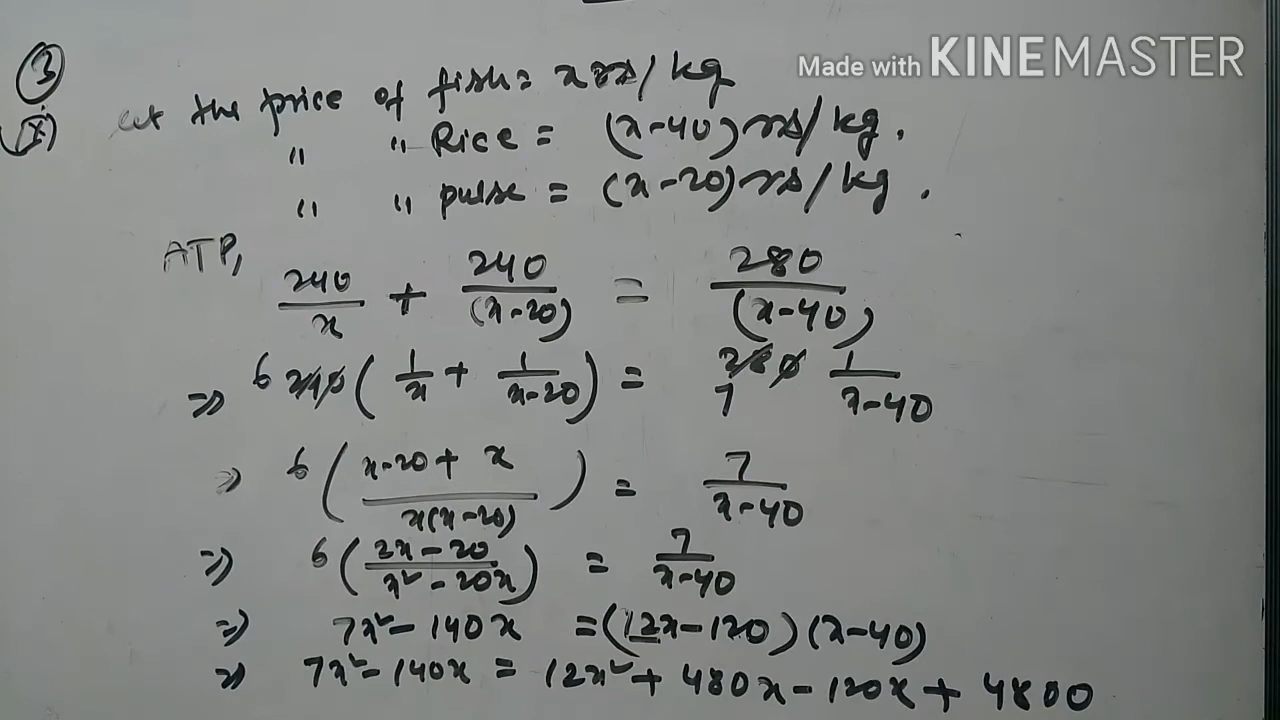 Made with KINEMASTER
③
(x) Let the price of fish = x rs/kg
" " Rice = (x-40) rs/kg.
" " pulse = (x-20) rs/kg.
ATP,
240/x + 240/(x-20) = 280/(x-40)
⇒ 6 240 (1/x + 1/(x-20)) = 280 7 1/(x-40)
⇒ 6 ((x-20+x)/(x(x-20))) = 7/(x-40)
⇒ 6 ((2x-20)/(x²-20x)) = 7/(x-40)
⇒ 7x²-140x = (12x-120)(x-40)
⇒ 7x²-140x = 12x²+480x-120x+4800